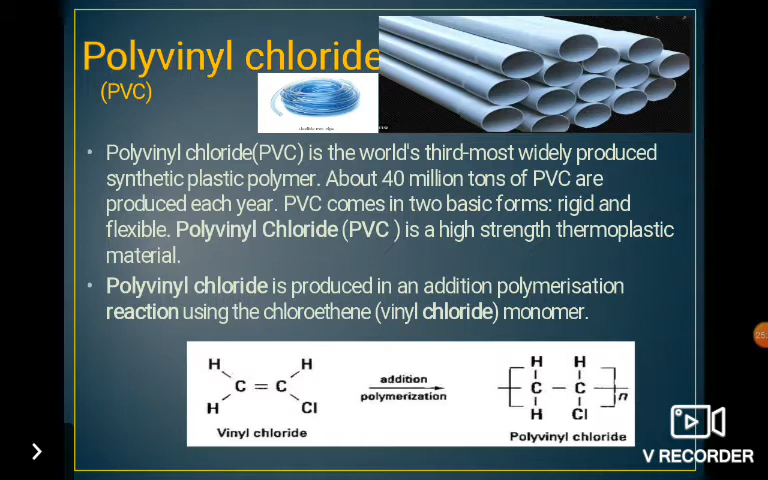 Polyvinyl chloride
(PVC)
• Polyvinyl chloride(PVC) is the world's third-most widely produced
synthetic plastic polymer. About 40 million tons of PVC are
produced each year. PVC comes in two basic forms: rigid and
flexible. Polyvinyl Chloride (PVC ) is a high strength thermoplastic
material.
• Polyvinyl chloride is produced in an addition polymerisation
reaction using the chloroethene (vinyl chloride) monomer.
H H H H
C = C addition C – C
polymerization n
H Cl H Cl
Vinyl chloride Polyvinyl chloride
V RECORDER